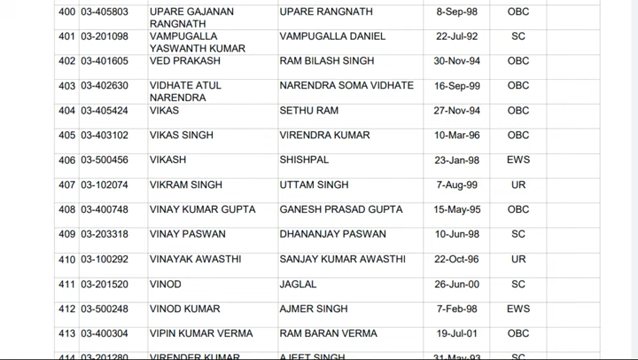 400 03-405803 UPARE GAJANAN RANGNATH UPARE RANGNATH 8-Sep-98 OBC
401 03-201098 VAMPUGALLA YASWANTH KUMAR VAMPUGALLA DANIEL 22-Jul-92 SC
402 03-401605 VED PRAKASH RAM BILASH SINGH 30-Nov-94 OBC
403 03-402630 VIDHATE ATUL NARENDRA NARENDRA SOMA VIDHATE 16-Sep-99 OBC
404 03-405424 VIKAS SETHU RAM 27-Nov-94 OBC
405 03-403102 VIKAS SINGH VIRENDRA KUMAR 10-Mar-96 OBC
406 03-500456 VIKASH SHISHPAL 23-Jan-98 EWS
407 03-102074 VIKRAM SINGH UTTAM SINGH 7-Aug-99 UR
408 03-400748 VINAY KUMAR GUPTA GANESH PRASAD GUPTA 15-May-95 OBC
409 03-203318 VINAY PASWAN DHANANJAY PASWAN 10-Jun-98 SC
410 03-100292 VINAYAK AWASTHI SANJAY KUMAR AWASTHI 22-Oct-96 UR
411 03-201520 VINOD JAGLAL 26-Jun-00 SC
412 03-500248 VINOD KUMAR AJMER SINGH 7-Feb-98 EWS
413 03-400304 VIPIN KUMAR VERMA RAM BARAN VERMA 19-Jul-01 OBC
414 03-201280 VIRENDER KUMAR AJEET SINGH 31-May-93 SC